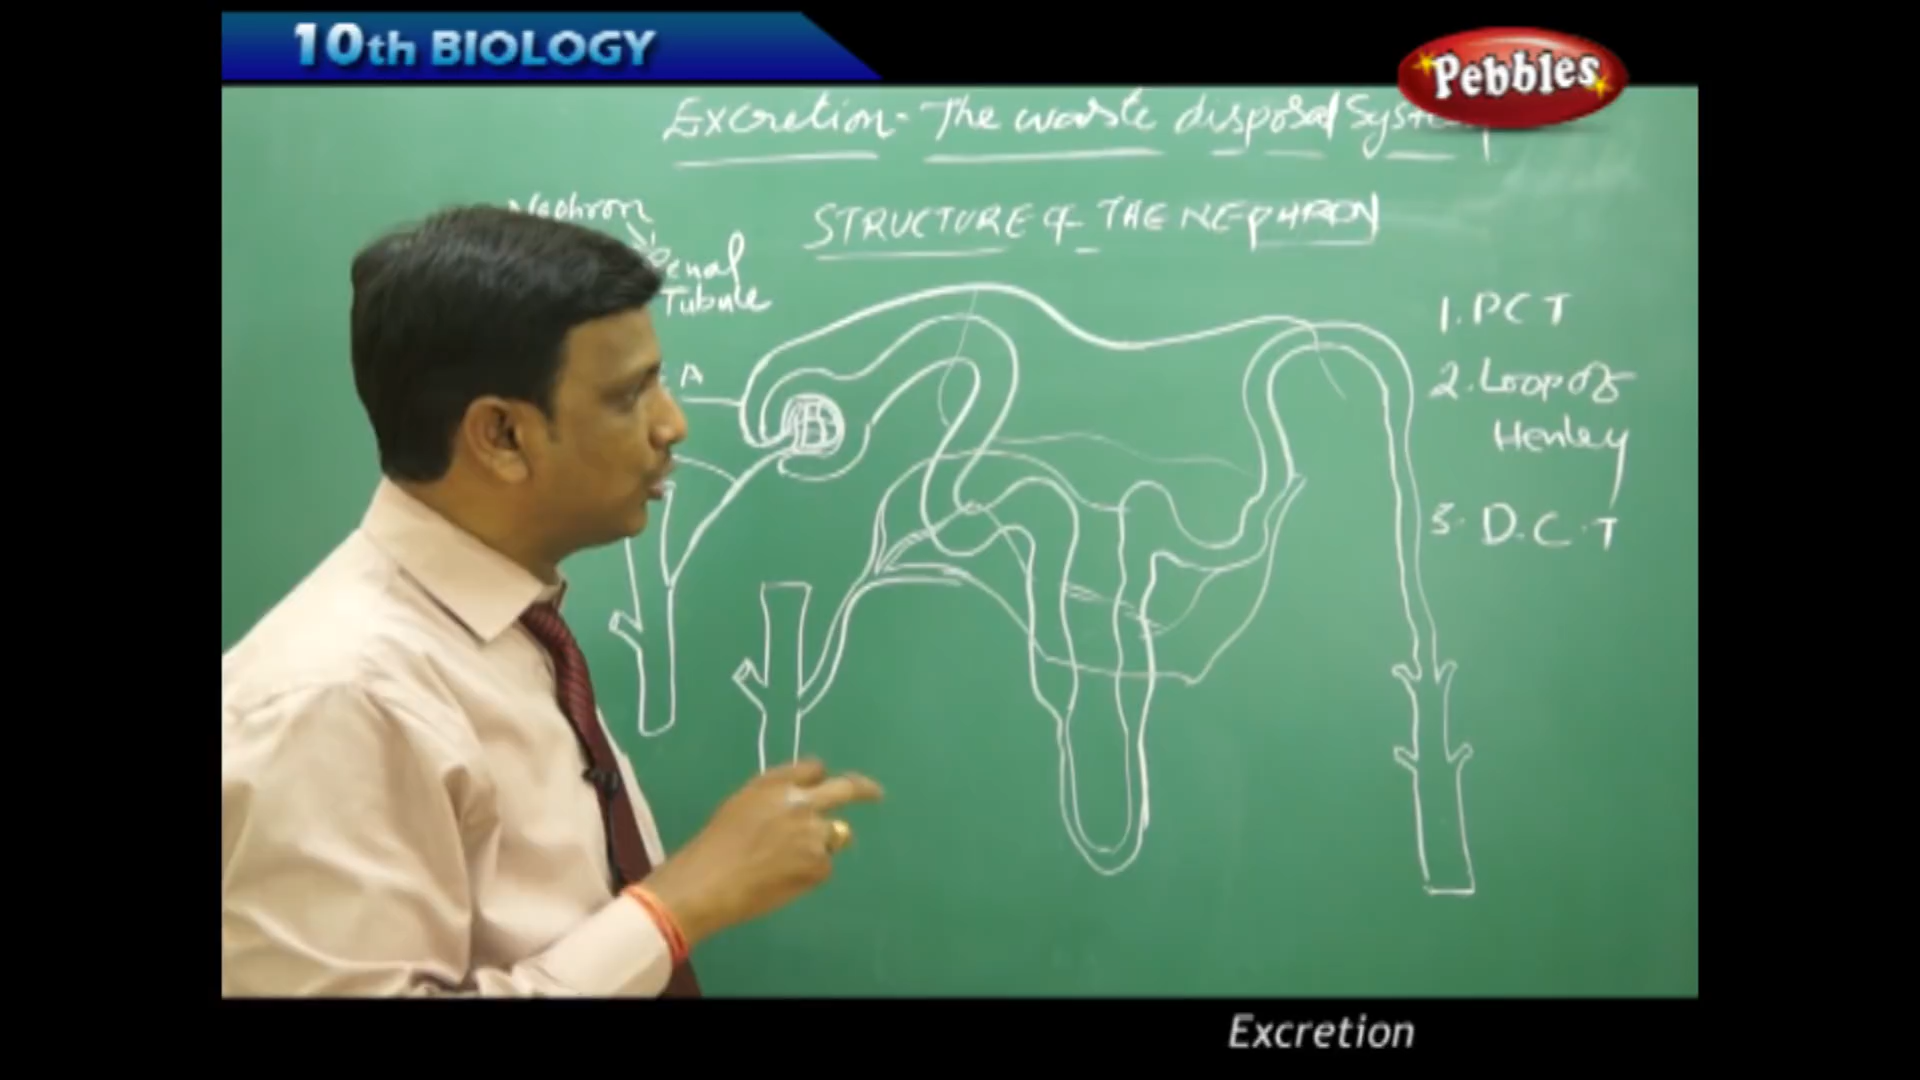 10th BIOLOGY
Pebbles
Excretion - The waste disposal System
Nephron
STRUCTURE of THE NEPHRON
Renal
Tubule
A
1. PCT
2. Loop of
Henley
3. D.C.T
Excretion